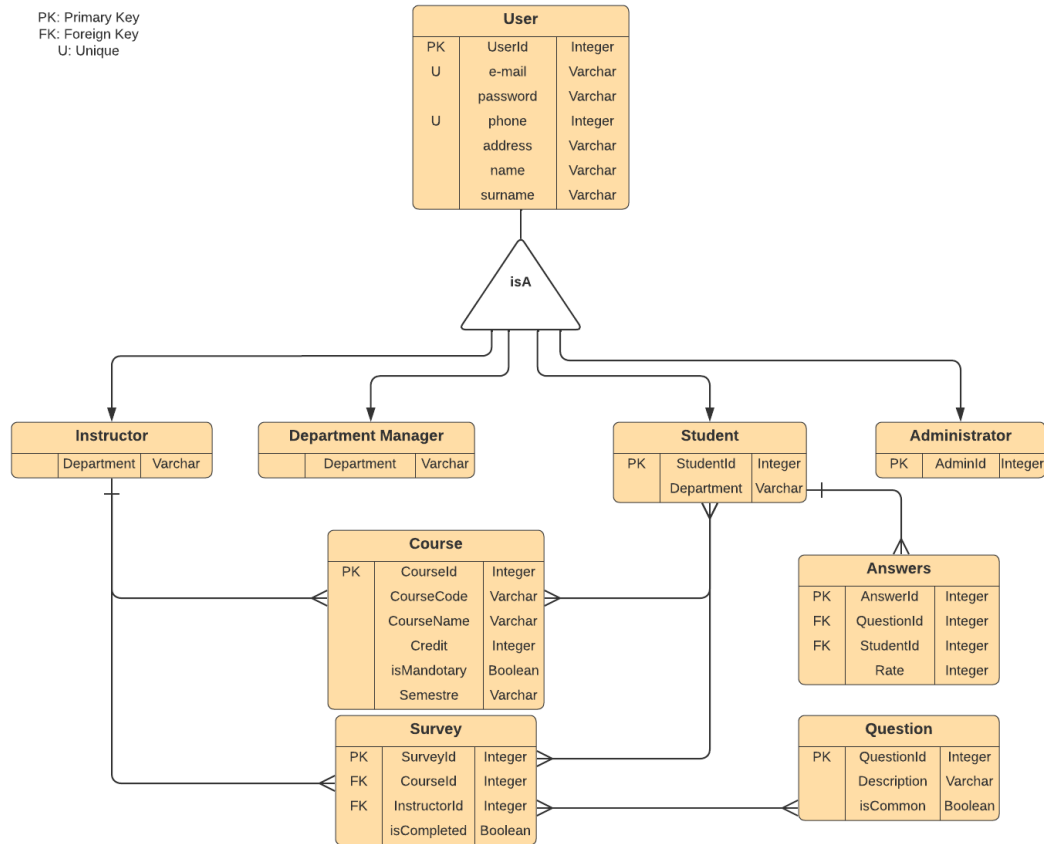 PK: Primary Key
FK: Foreign Key
U: Unique
User
PK UserId Integer
U e-mail Varchar
password Varchar
U phone Integer
address Varchar
name Varchar
surname Varchar
isA
Instructor
Department Varchar
Department Manager
Department Varchar
Student
PK StudentId Integer
Department Varchar
Administrator
PK AdminId Integer
Course
PK CourseId Integer
CourseCode Varchar
CourseName Varchar
Credit Integer
isMandotary Boolean
Semestre Varchar
Answers
PK AnswerId Integer
FK QuestionId Integer
FK StudentId Integer
Rate Integer
Survey
PK SurveyId Integer
FK CourseId Integer
FK InstructorId Integer
isCompleted Boolean
Question
PK QuestionId Integer
Description Varchar
isCommon Boolean